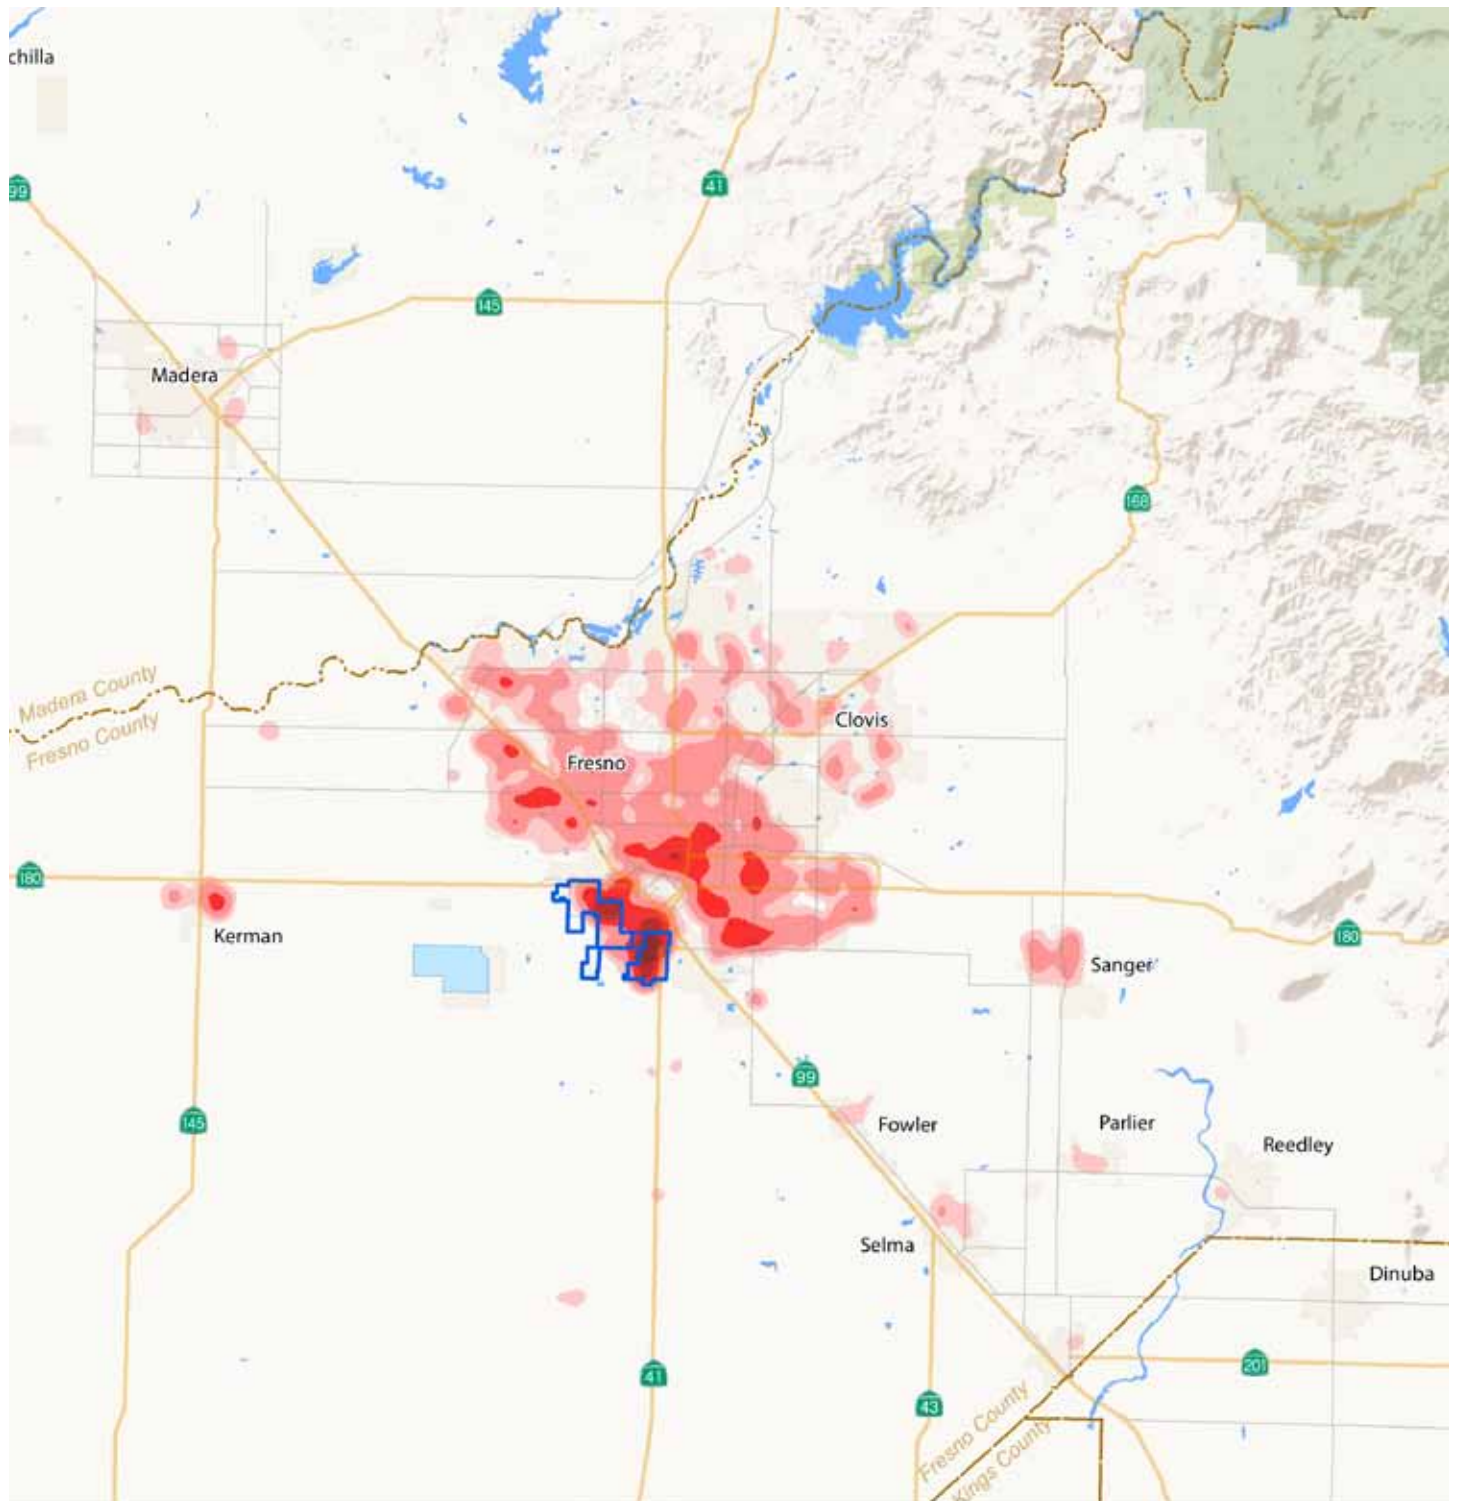 chilla
99
41
145
Madera
168
Madera County
Fresno County
Clovis
Fresno
180
Kerman
180
Sanger
99
145
Fowler
Parlier
Reedley
Selma
Dinuba
201
41
43
Fresno County
Kings County